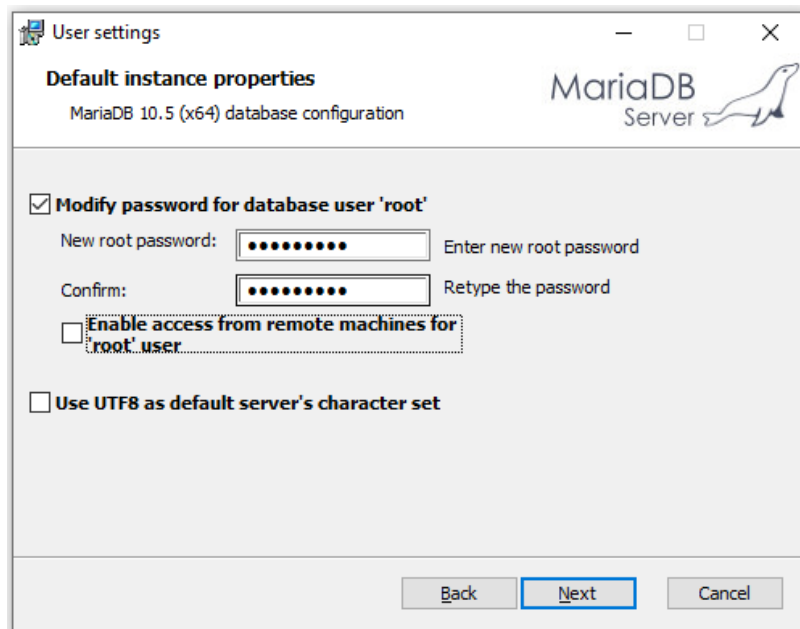 User settings
Default instance properties
MariaDB 10.5 (x64) database configuration
MariaDB
Server
Modify password for database user 'root'
New root password: ●●●●●●●●● Enter new root password
Confirm: ●●●●●●●●● Retype the password
Enable access from remote machines for
'root' user
Use UTF8 as default server's character set
Back Next Cancel